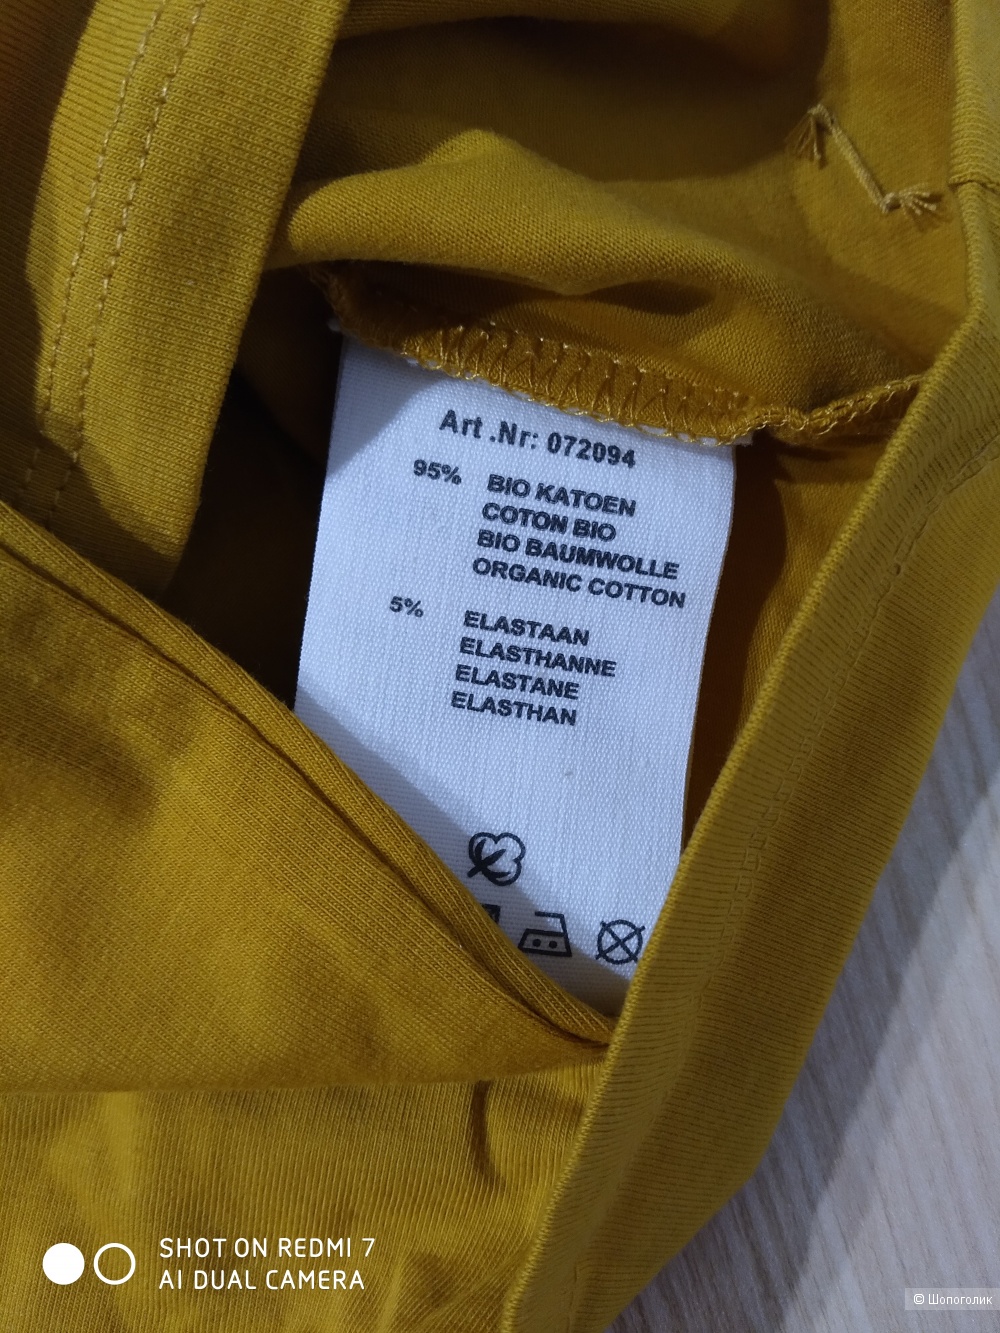 Art .Nr: 072094
95% BIO KATOEN
COTON BIO
BIO BAUMWOLLE
ORGANIC COTTON
5% ELASTAAN
ELASTHANNE
ELASTANE
ELASTHAN
SHOT ON REDMI 7
AI DUAL CAMERA
© Шопоголик